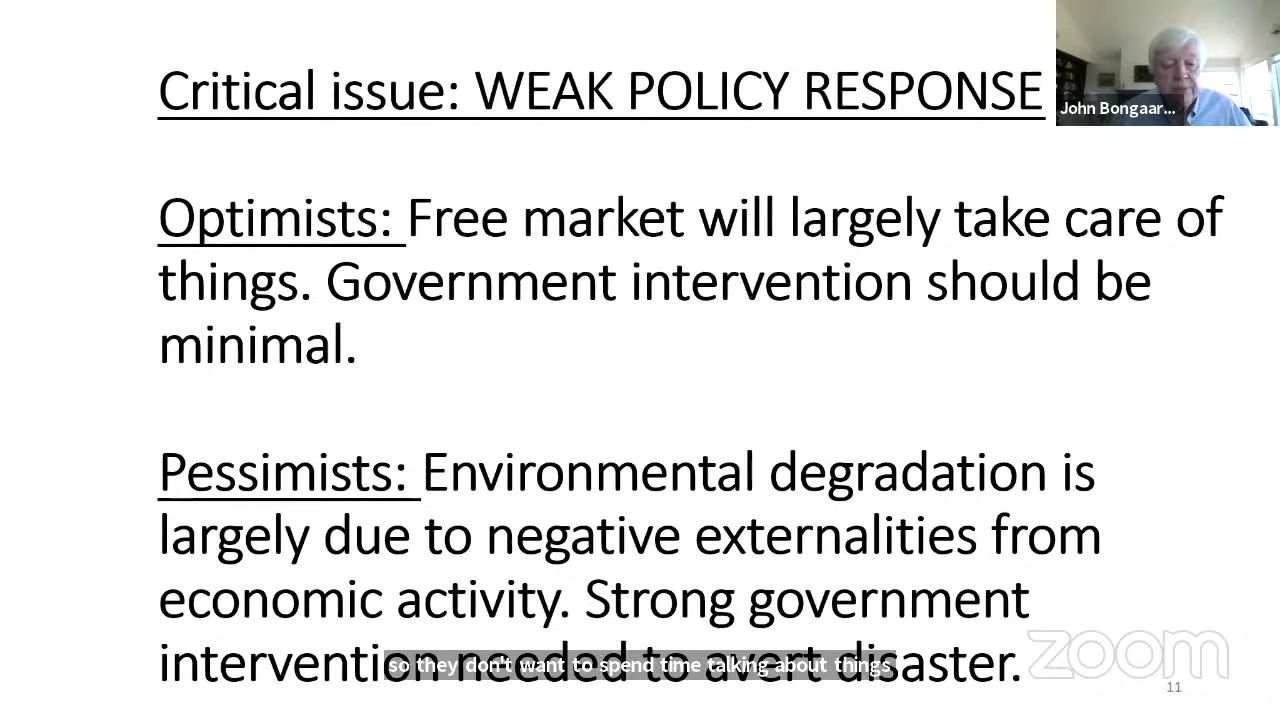 Critical issue: WEAK POLICY RESPONSE
John Bongaar...
Optimists: Free market will largely take care of
things. Government intervention should be
minimal.
Pessimists: Environmental degradation is
largely due to negative externalities from
economic activity. Strong government
intervention needed to avert disaster.
so they don't want to spend time talking about things
zoom
11